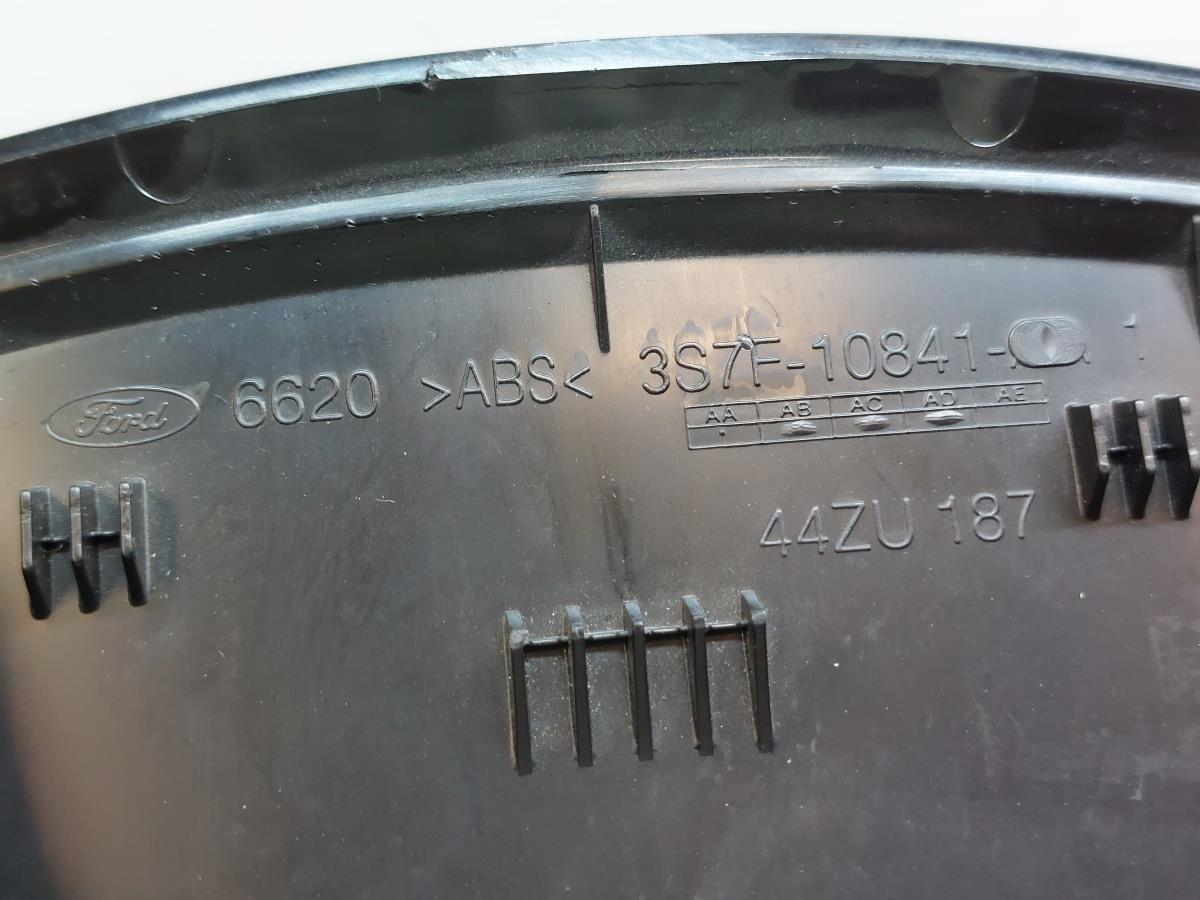 Ford 6620 >ABS< 3S7F-10841- 1
AA AB AC AD AE
44ZU 187